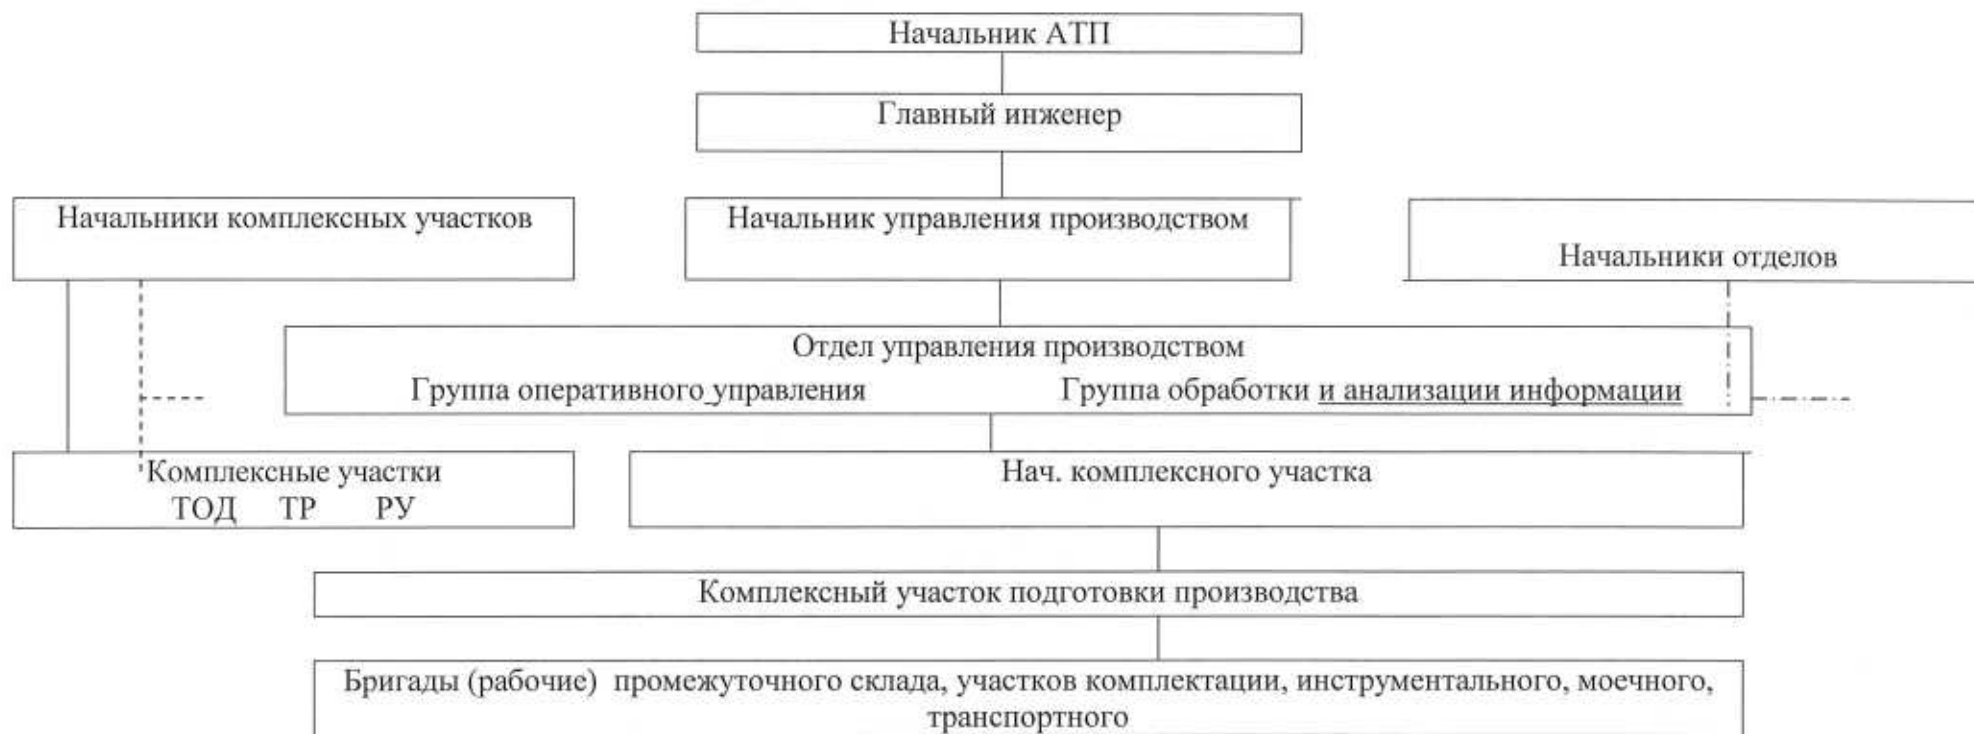 Начальник АТП
Главный инженер
Начальники комплексных участков
Начальник управления производством
Начальники отделов
Отдел управления производством
Группа оперативного управления
Группа обработки и анализации информации
Комплексные участки
ТОД ТР РУ
Нач. комплексного участка
Комплексный участок подготовки производства
Бригады (рабочие) промежуточного склада, участков комплектации, инструментального, моечного,
транспортного